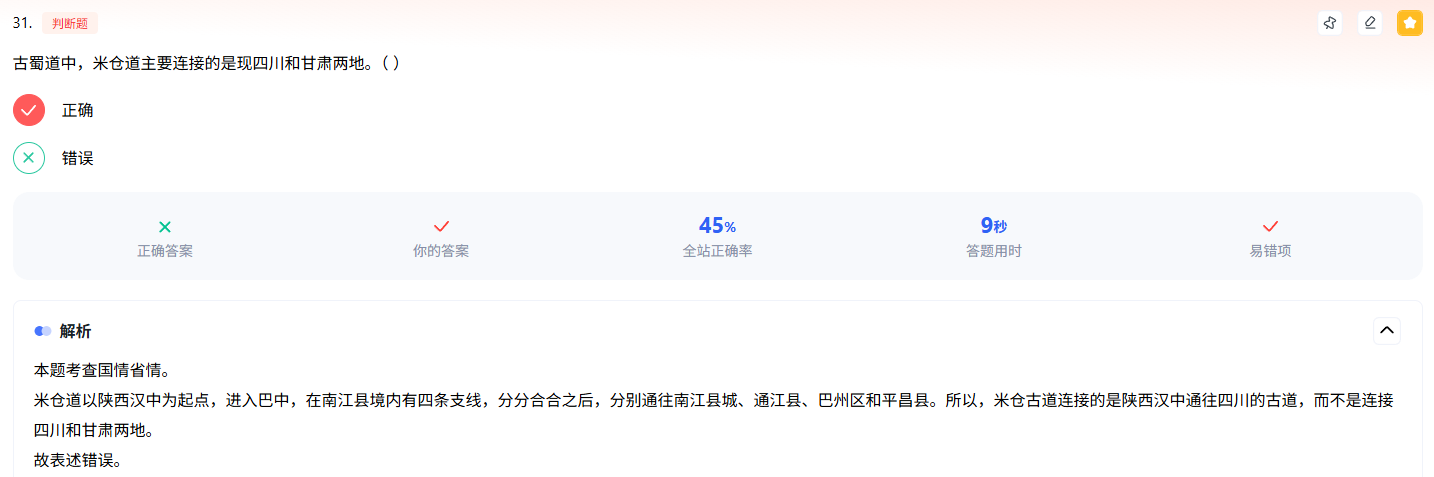 31. 判断题
古蜀道中，米仓道主要连接的是现四川和甘肃两地。( )
正确
错误
正确答案
你的答案
45%
全站正确率
9秒
答题用时
易错项
解析
本题考查国情省情。
米仓道以陕西汉中为起点，进入巴中，在南江县境内有四条支线，分分合合之后，分别通往南江县城、通江县、巴州区和平昌县。所以，米仓古道连接的是陕西汉中通往四川的古道，而不是连接
四川和甘肃两地。
故表述错误。